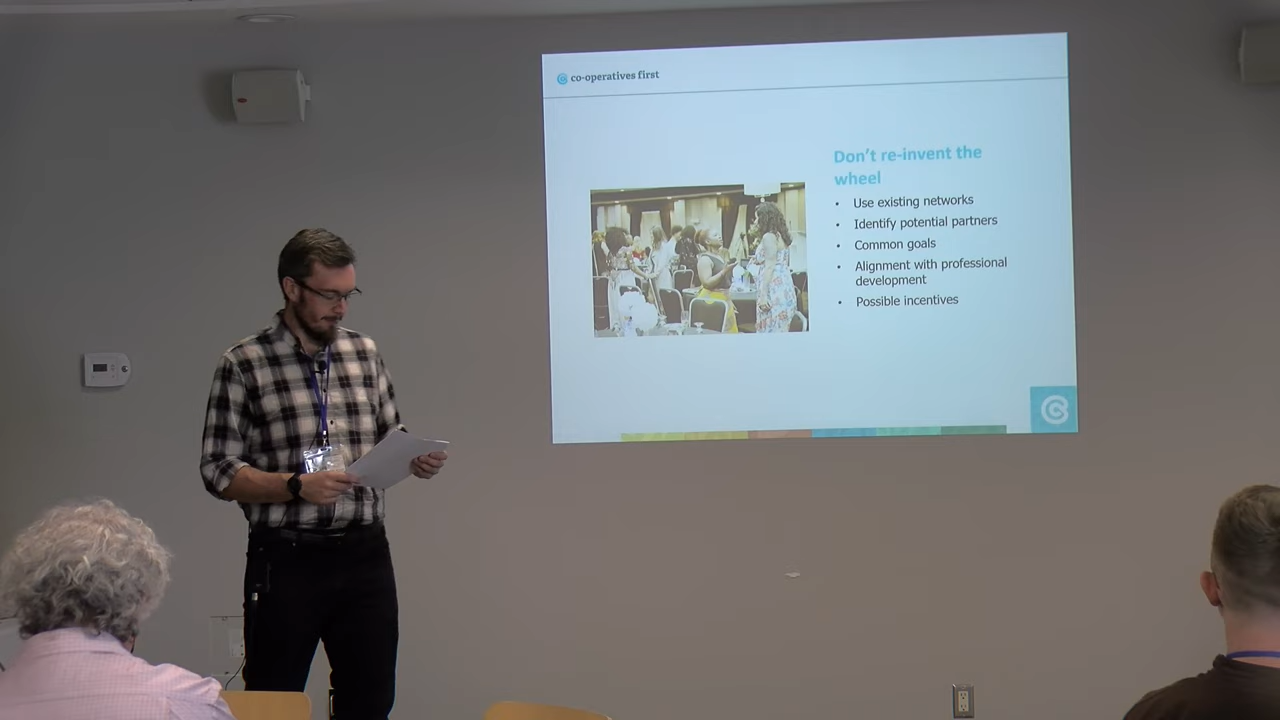 co-operatives first
Don't re-invent the
wheel
• Use existing networks
• Identify potential partners
• Common goals
• Alignment with professional
development
• Possible incentives